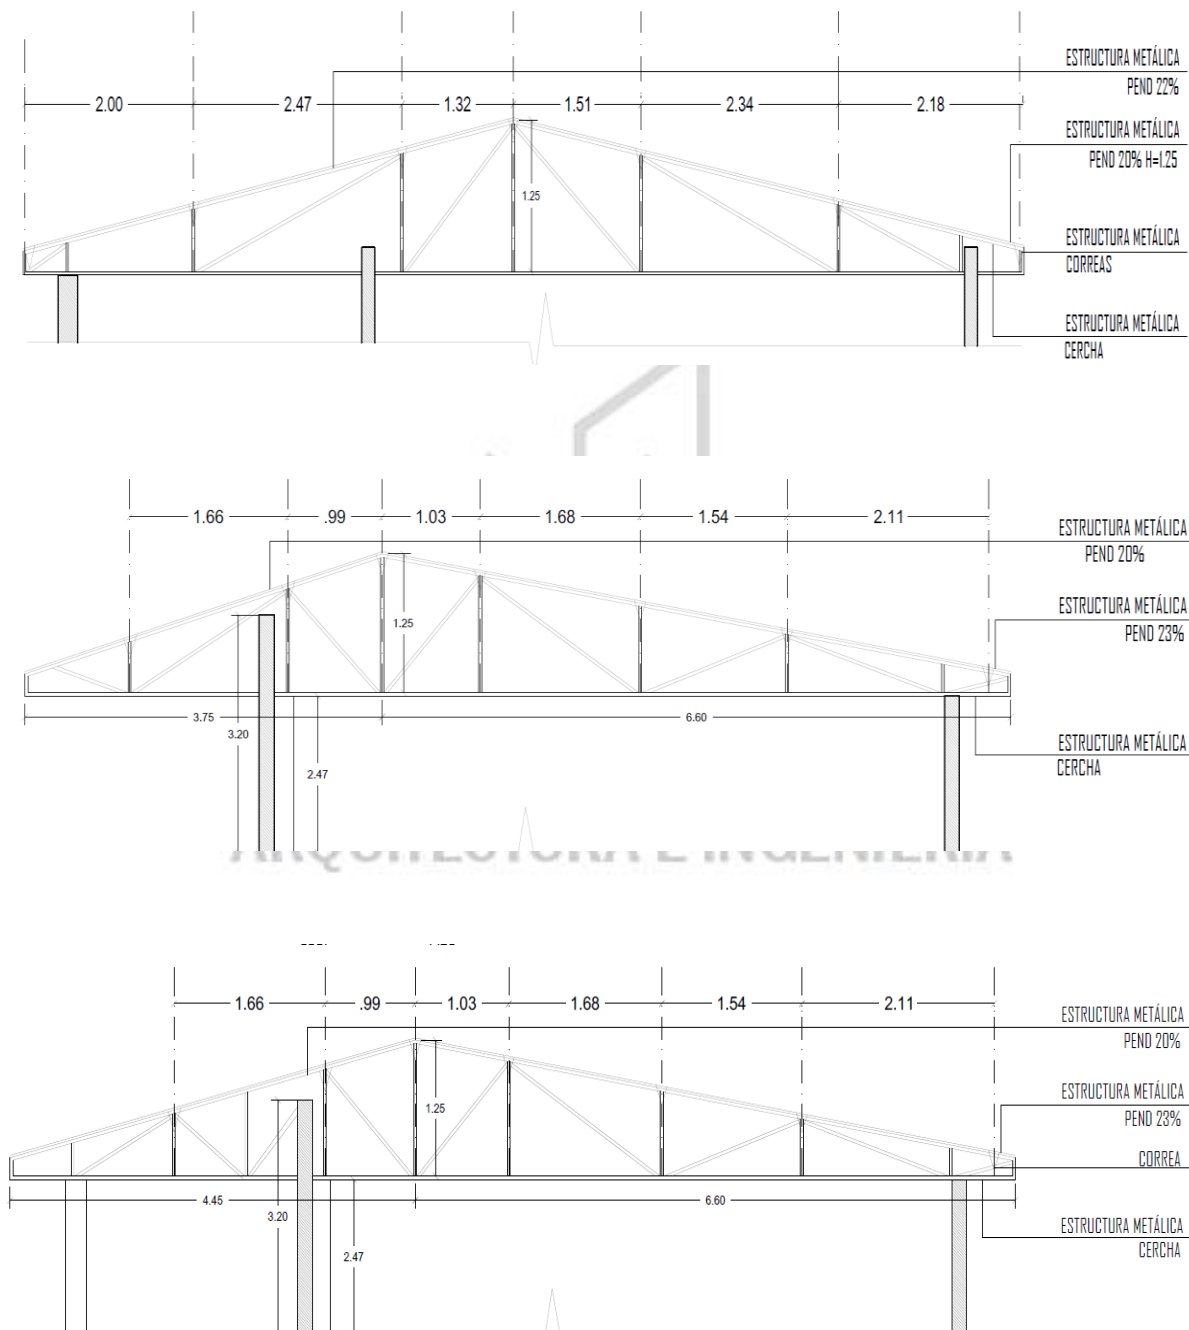 ESTRUCTURA METÁLICA
PEND 22%
2.00 2.47 1.32 1.51 2.34 2.18
ESTRUCTURA METÁLICA
PEND 20% H=1.25
1.25
ESTRUCTURA METÁLICA
CORREAS
ESTRUCTURA METÁLICA
CERCHA
1.66 .99 1.03 1.68 1.54 2.11
ESTRUCTURA METÁLICA
PEND 20%
ESTRUCTURA METÁLICA
PEND 23%
1.25
3.75 6.60
3.20
ESTRUCTURA METÁLICA
CERCHA
2.47
ARQUITECTURA E INGENIERIA
1.66 .99 1.03 1.68 1.54 2.11
ESTRUCTURA METÁLICA
PEND 20%
ESTRUCTURA METÁLICA
PEND 23%
1.25
CORREA
4.45 6.60
3.20
ESTRUCTURA METÁLICA
CERCHA
2.47